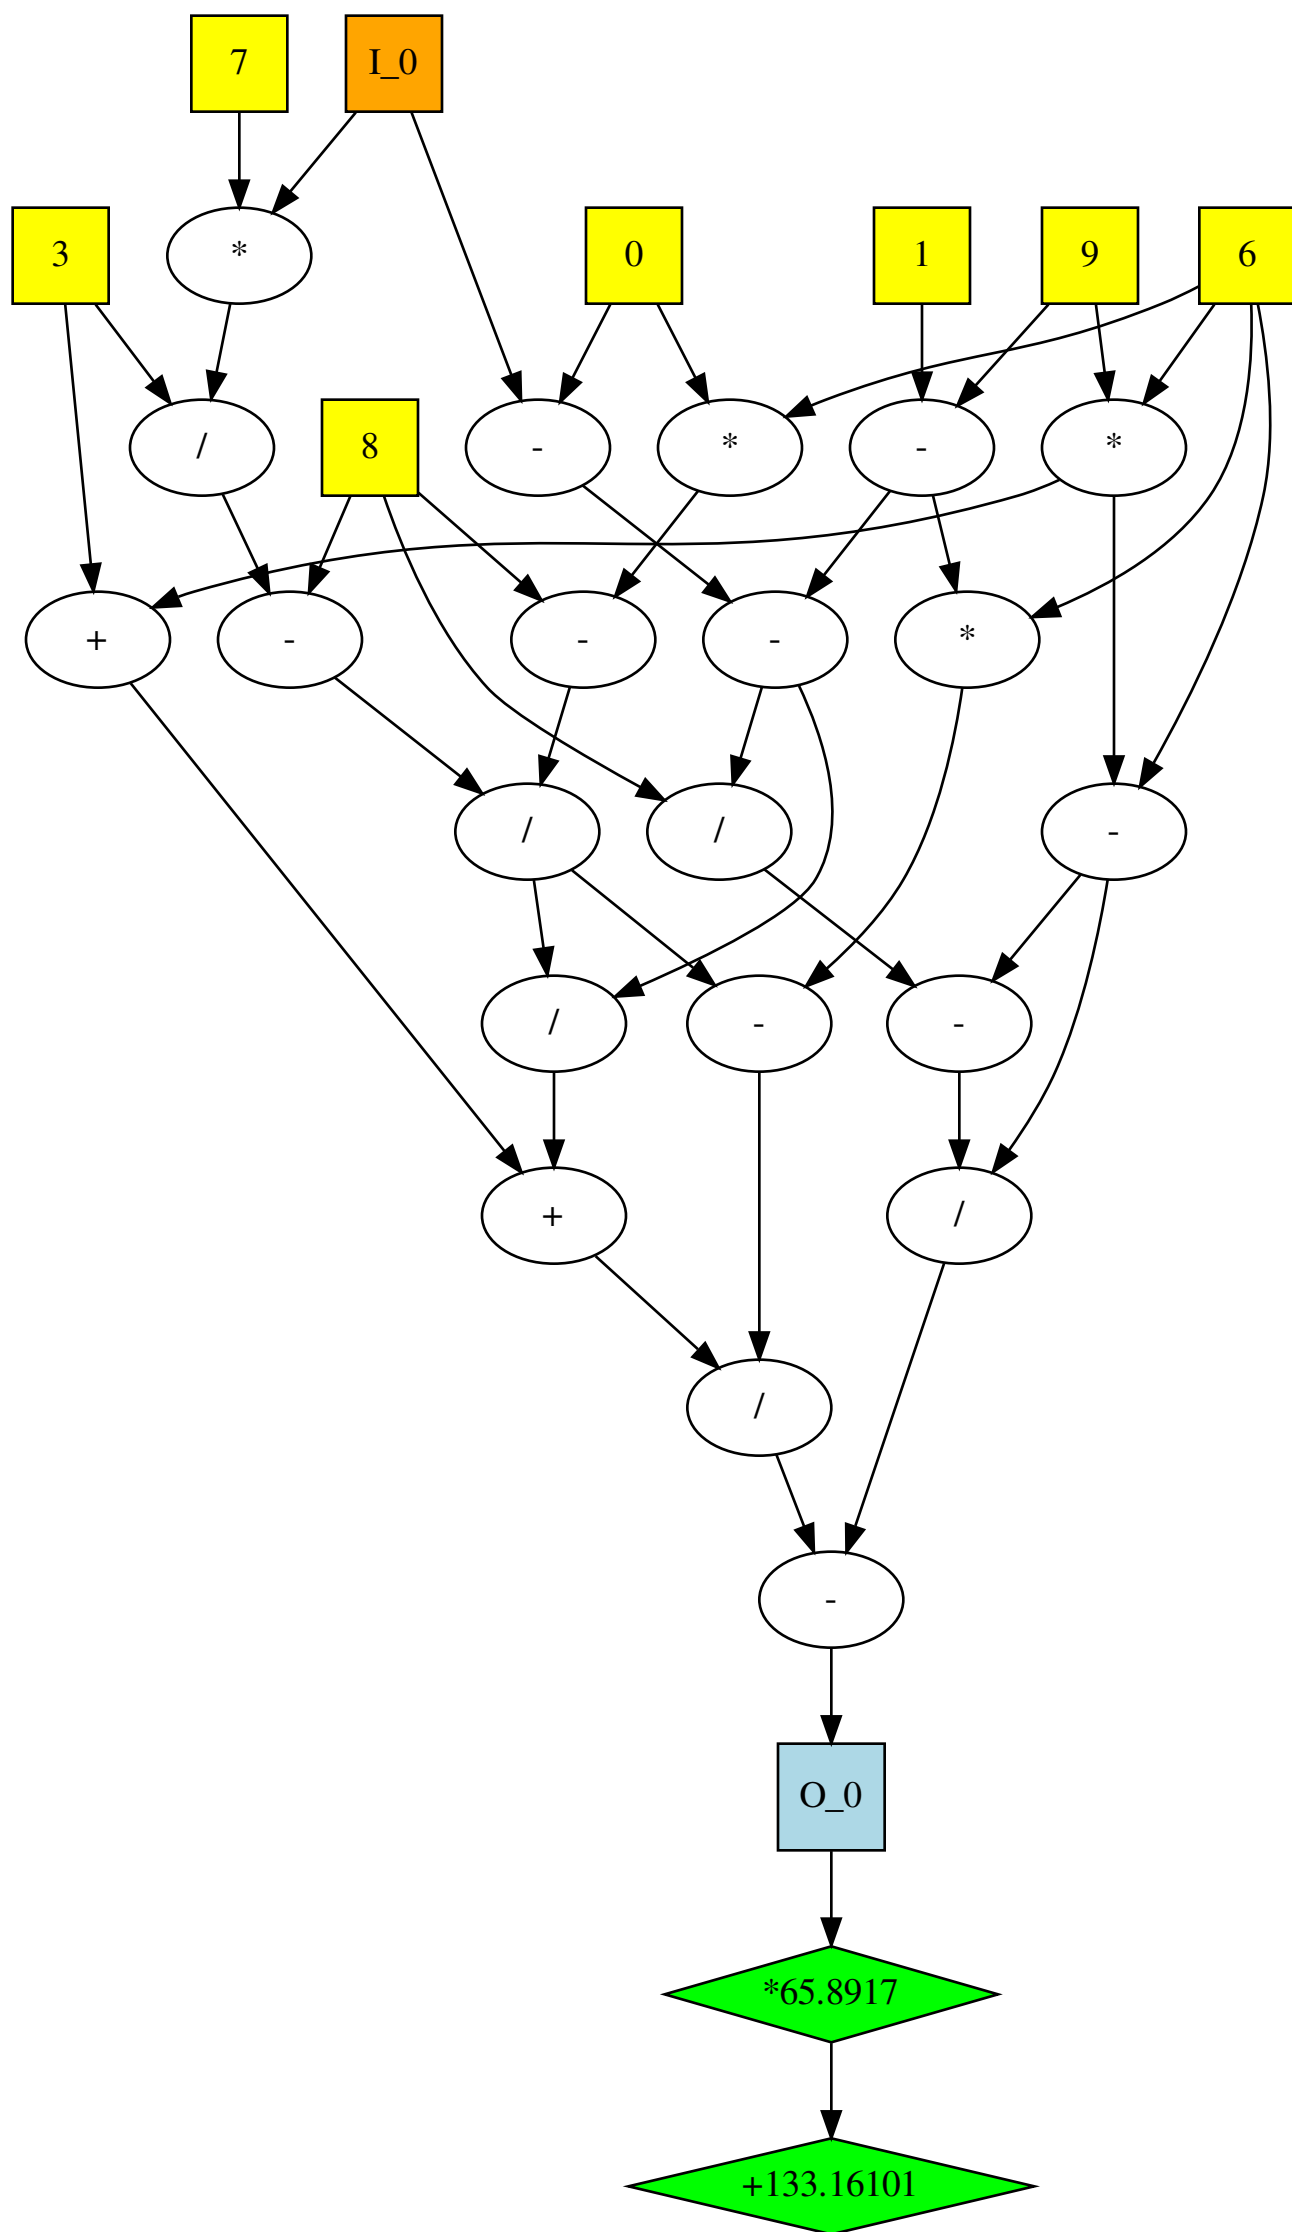 7 I_0
3 * 0 1 9 6
/ 8 - * - *
+ - - - *
/ / -
/ - -
+ /
/
-
O_0
*65.8917
+133.16101